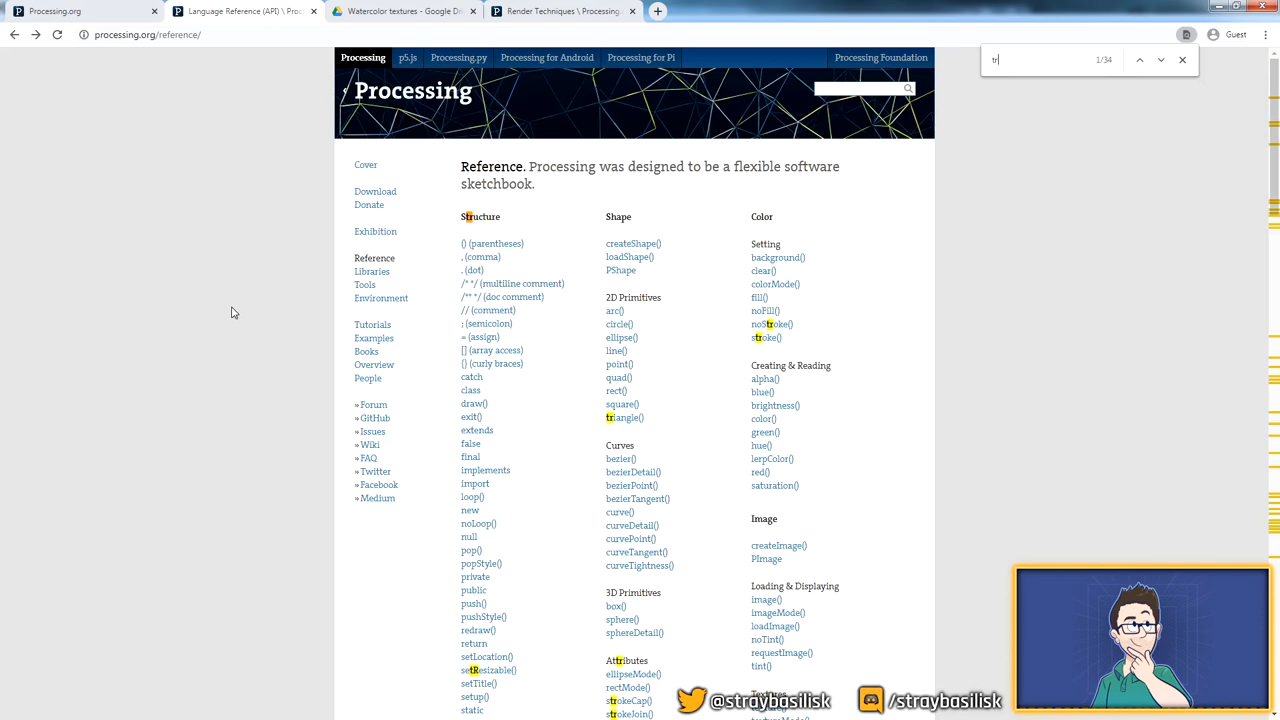 Processing.org
Language Reference (API) \ Proc
Watercolor textures - Google Dri
Render Techniques \ Processing
processing.org/reference/
Guest
tr
1/34
Processing
p5.js
Processing.py
Processing for Android
Processing for Pi
Processing Foundation
Processing
Cover
Download
Donate
Exhibition
Reference
Libraries
Tools
Environment
Tutorials
Examples
Books
Overview
People
» Forum
» GitHub
» Issues
» Wiki
» FAQ
» Twitter
» Facebook
» Medium
Reference. Processing was designed to be a flexible software
sketchbook.
Structure
() (parentheses)
, (comma)
. (dot)
/* */ (multiline comment)
/** */ (doc comment)
// (comment)
; (semicolon)
= (assign)
[] (array access)
{} (curly braces)
catch
class
draw()
exit()
extends
false
final
implements
import
loop()
new
noLoop()
null
pop()
popStyle()
private
public
push()
pushStyle()
redraw()
return
setLocation()
setResizable()
setTitle()
setup()
static
Shape
createShape()
loadShape()
PShape
2D Primitives
arc()
circle()
ellipse()
line()
point()
quad()
rect()
square()
triangle()
Curves
bezier()
bezierDetail()
bezierPoint()
bezierTangent()
curve()
curveDetail()
curvePoint()
curveTangent()
curveTightness()
3D Primitives
box()
sphere()
sphereDetail()
Attributes
ellipseMode()
rectMode()
strokeCap()
strokeJoin()
Color
Setting
background()
clear()
colorMode()
fill()
noFill()
noStroke()
stroke()
Creating & Reading
alpha()
blue()
brightness()
color()
green()
hue()
lerpColor()
red()
saturation()
Image
createImage()
PImage
Loading & Displaying
image()
imageMode()
loadImage()
noTint()
requestImage()
tint()
@straybasilisk
/straybasilisk